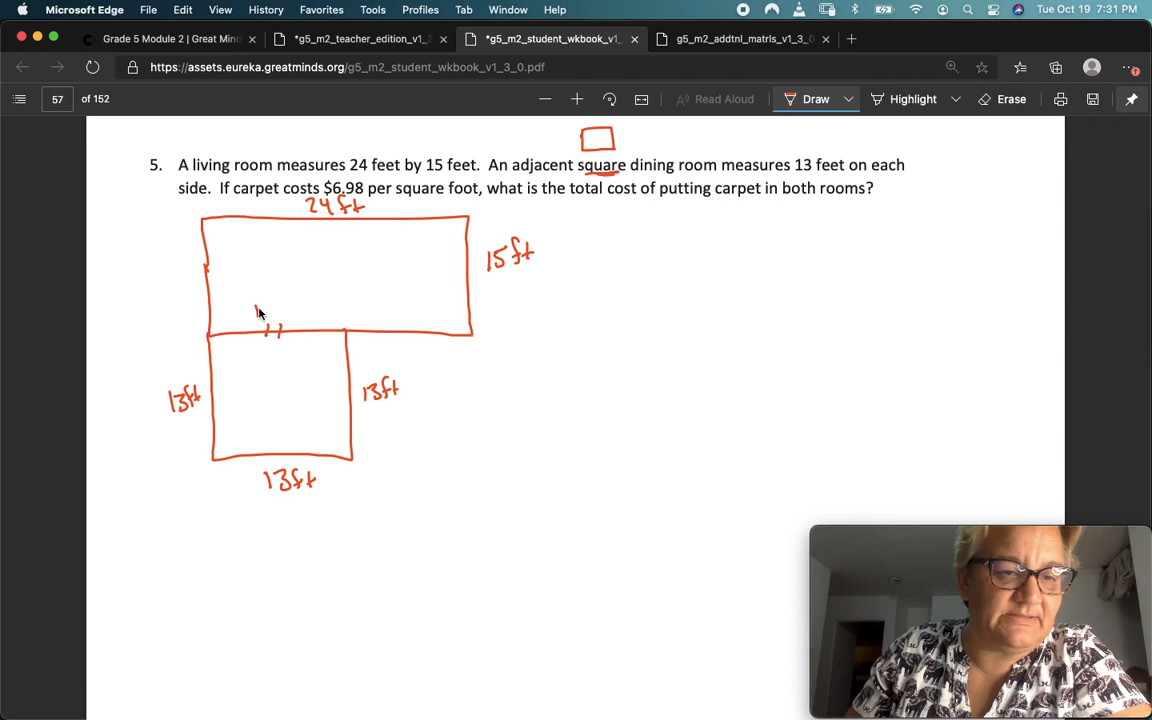 Microsoft Edge File Edit View History Favorites Tools Profiles Tab Window Help Tue Oct 19 7:31 PM
Grade 5 Module 2 | Great Mind × *g5_m2_teacher_edition_v1_3 × *g5_m2_student_wkbook_v1_ × g5_m2_addtnl_matrls_v1_3_0. × +
https://assets.eureka.greatminds.org/g5_m2_student_wkbook_v1_3_0.pdf
57 of 152 Read Aloud Draw Highlight Erase
5. A living room measures 24 feet by 15 feet. An adjacent square dining room measures 13 feet on each
side. If carpet costs $6.98 per square foot, what is the total cost of putting carpet in both rooms?
24 ft
15 ft
13ft 13ft
13ft